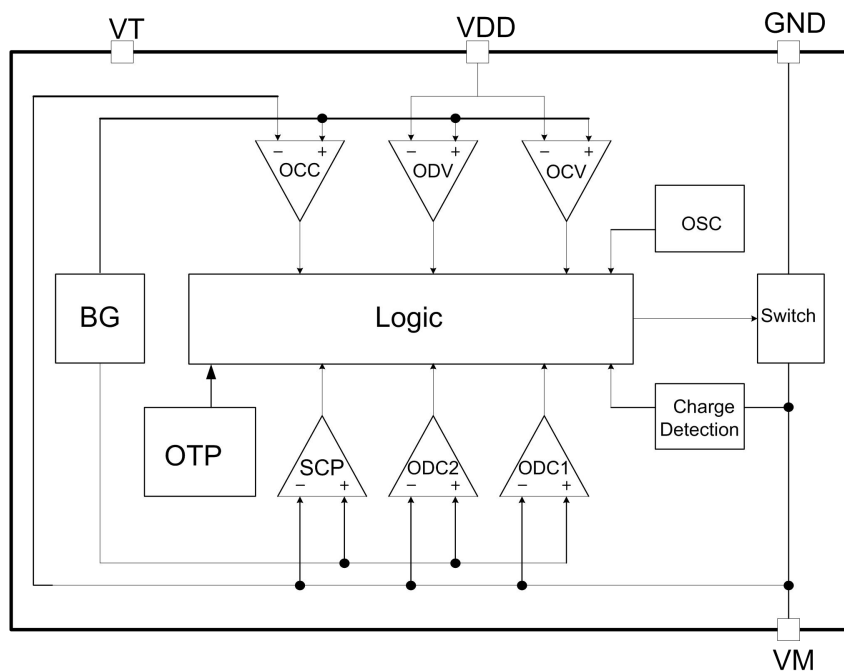 VT
VDD
GND
− +
OCC
− +
ODV
− +
OCV
OSC
BG
Logic
Switch
OTP
Charge
Detection
SCP
− +
ODC2
− +
ODC1
− +
VM